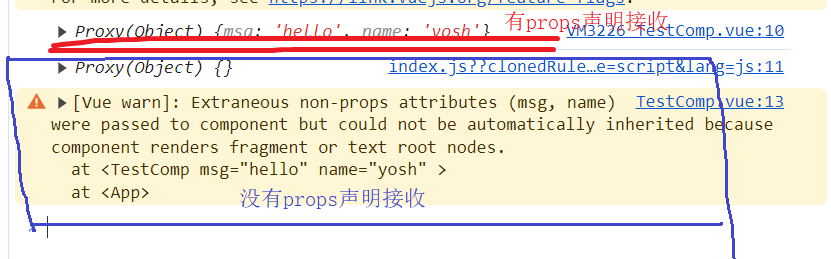 For more details, see https://link.vuejs.org/feature-flags.
有props声明接收
▶ Proxy(Object) {msg: 'hello', name: 'yosh'} VM3226 TestComp.vue:10
▶ Proxy(Object) {} index.js??clonedRule…e=script&lang=js:11
▶ [Vue warn]: Extraneous non-props attributes (msg, name) TestComp.vue:13
were passed to component but could not be automatically inherited because
component renders fragment or text root nodes.
at <TestComp msg="hello" name="yosh" >
at <App>
没有props声明接收